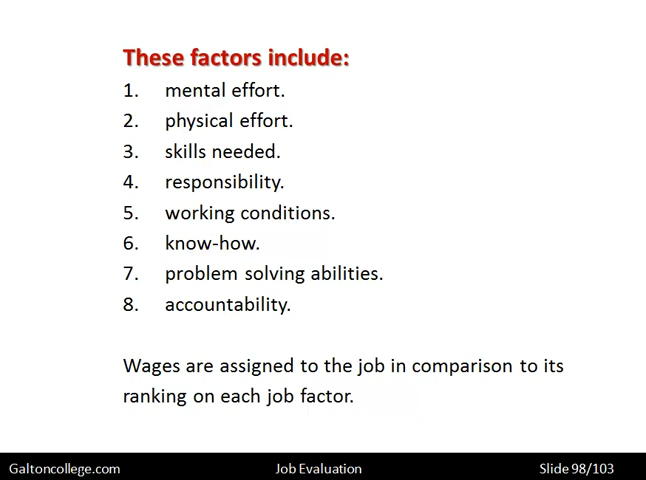 These factors include:
1. mental effort.
2. physical effort.
3. skills needed.
4. responsibility.
5. working conditions.
6. know-how.
7. problem solving abilities.
8. accountability.
Wages are assigned to the job in comparison to its
ranking on each job factor.
Galtoncollege.com Job Evaluation Slide 98/103